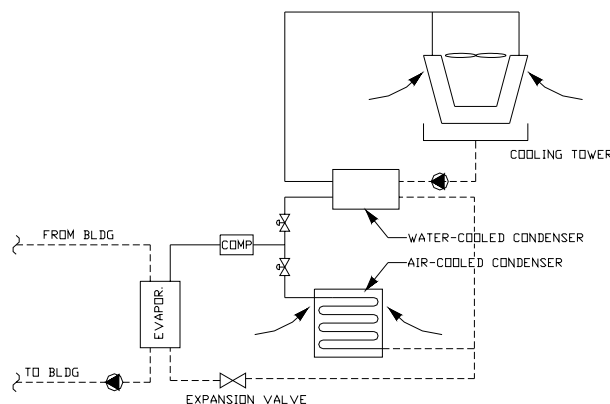 COOLING TOWER
FROM BLDG
COMP
WATER-COOLED CONDENSER
AIR-COOLED CONDENSER
EVAPOR.
TO BLDG
EXPANSION VALVE